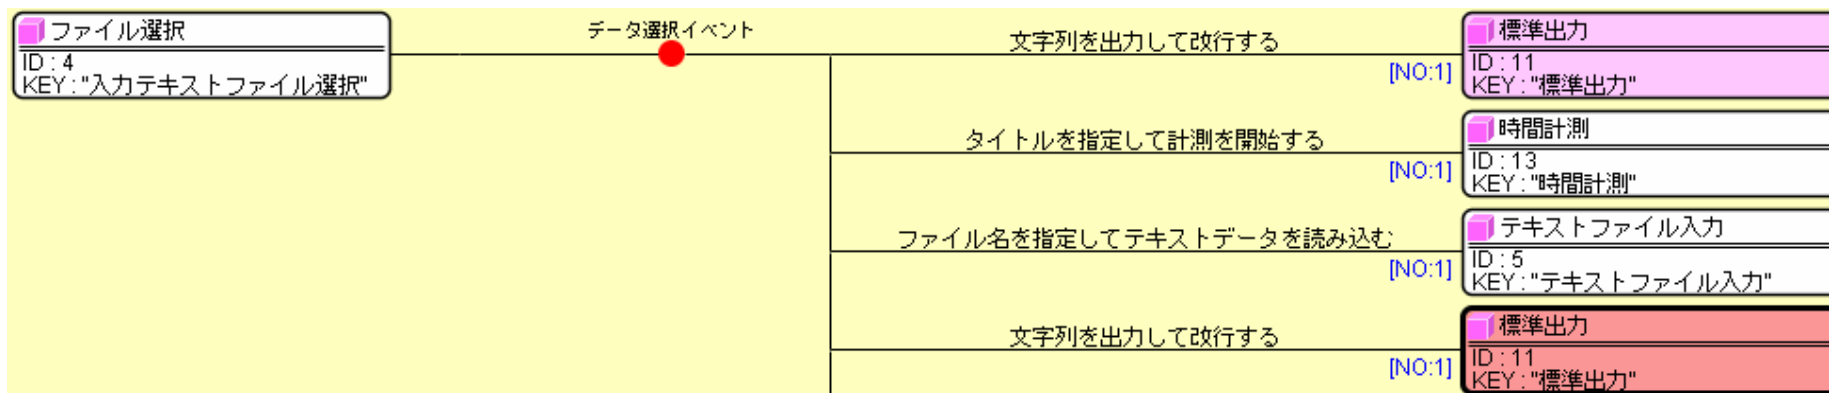 ファイル選択
ID : 4
KEY : "入力テキストファイル選択"
データ選択イベント
文字列を出力して改行する
[NO:1]
標準出力
ID : 11
KEY : "標準出力"
タイトルを指定して計測を開始する
[NO:1]
時間計測
ID : 13
KEY : "時間計測"
ファイル名を指定してテキストデータを読み込む
[NO:1]
テキストファイル入力
ID : 5
KEY : "テキストファイル入力"
文字列を出力して改行する
[NO:1]
標準出力
ID : 11
KEY : "標準出力"